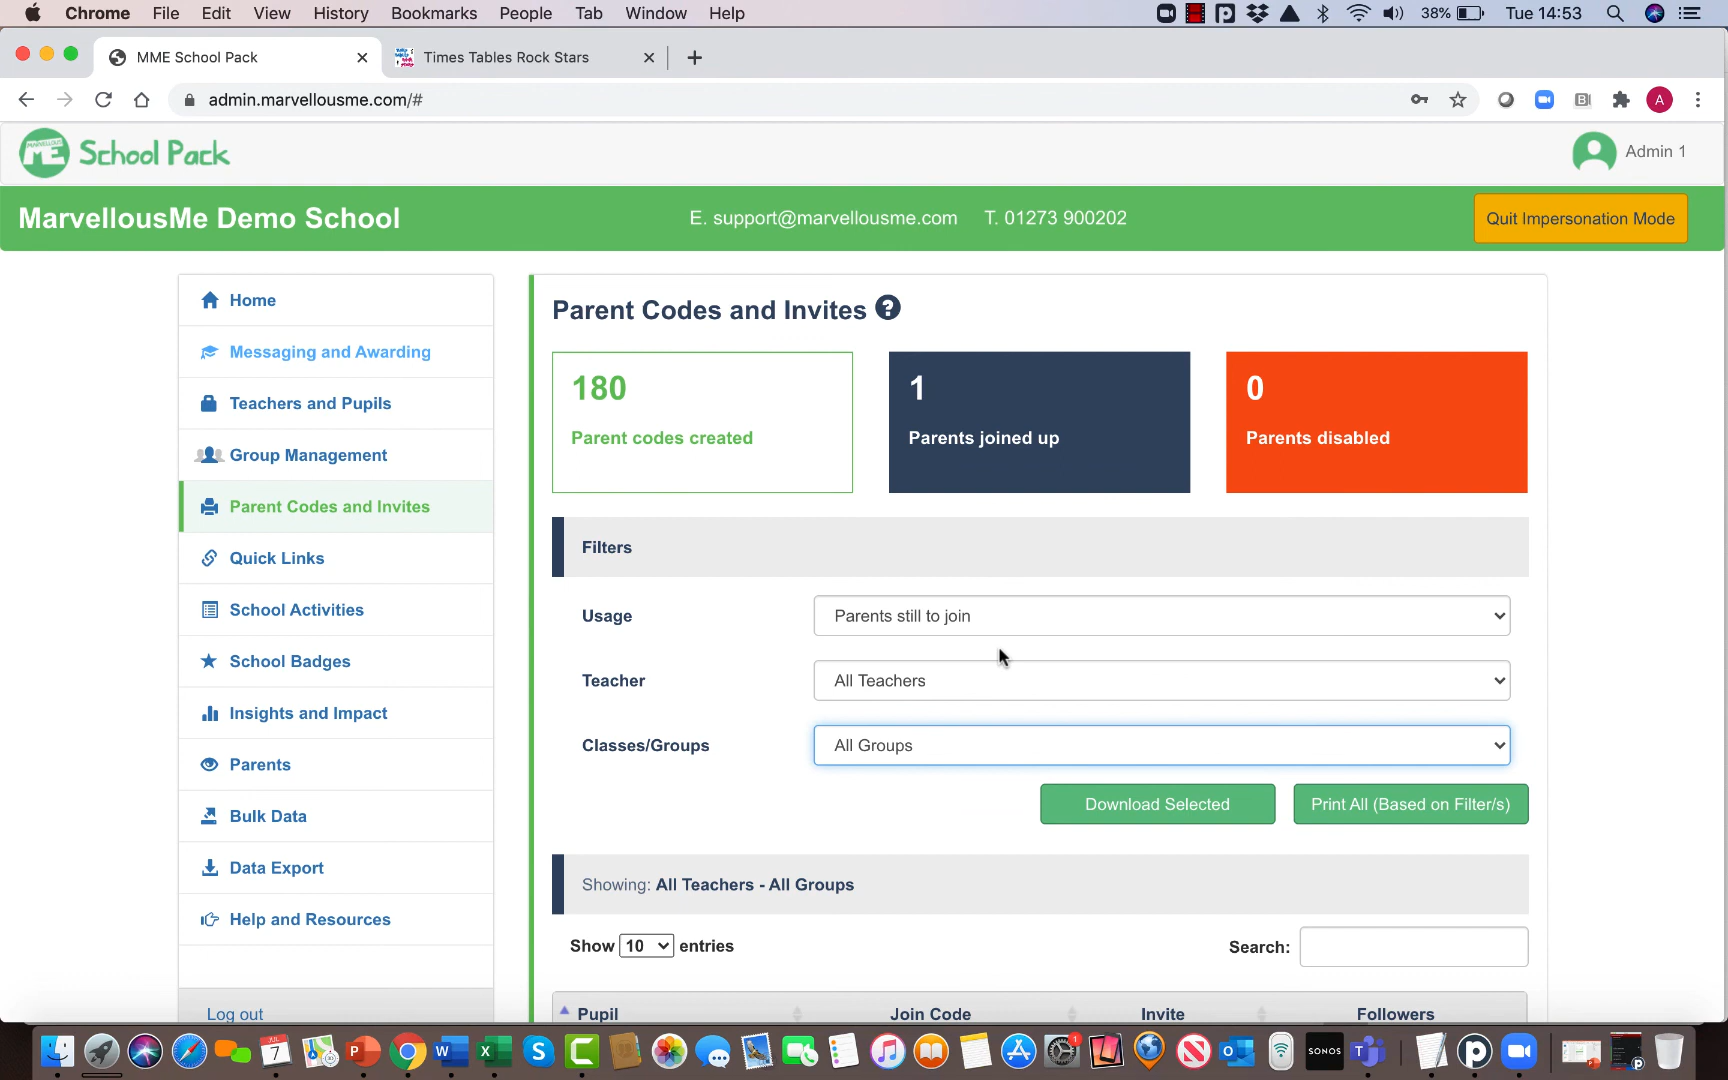 Chrome File Edit View History Bookmarks People Tab Window Help 38% Tue 14:53
MME School Pack Times Tables Rock Stars
admin.marvellousme.com/# A
MARVELLOUS ME School Pack Admin 1
MarvellousMe Demo School E. support@marvellousme.com T. 01273 900202 Quit Impersonation Mode
Home
Messaging and Awarding
Teachers and Pupils
Group Management
Parent Codes and Invites
Quick Links
School Activities
School Badges
Insights and Impact
Parents
Bulk Data
Data Export
Help and Resources
Log out
Parent Codes and Invites ?
180 1 0
Parent codes created Parents joined up Parents disabled
Filters
Usage Parents still to join
Teacher All Teachers
Classes/Groups All Groups
Download Selected Print All (Based on Filter/s)
Showing: All Teachers - All Groups
Show 10 entries Search:
Pupil Join Code Invite Followers
JUL 7 1 SONOS